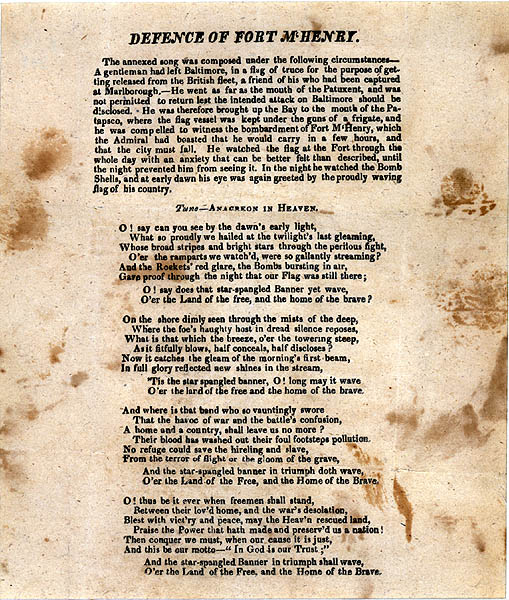 DEFENCE OF FORT M'HENRY.
The annexed song was composed under the following circumstances—
A gentleman had left Baltimore, in a flag of truce for the purpose of get-
ting released from the British fleet, a friend of his who had been captured
at Marlborough.—He went as far as the mouth of the Patuxent, and was
not permitted to return lest the intended attack on Baltimore should be
disclosed. He was therefore brought up the Bay to the mouth of the Pa-
tapsco, where the flag vessel was kept under the guns of a frigate, and
he was compelled to witness the bombardment of Fort M'Henry, which
the Admiral had boasted that he would carry in a few hours, and
that the city must fall. He watched the flag at the Fort through the
whole day with an anxiety that can be better felt than described, until
the night prevented him from seeing it. In the night he watched the Bomb
Shells, and at early dawn his eye was again greeted by the proudly waving
flag of his country.
Tune—ANACREON IN HEAVEN.
O! say can you see by the dawn's early light,
What so proudly we hailed at the twilight's last gleaming,
Whose broad stripes and bright stars through the perilous fight,
O'er the ramparts we watch'd, were so gallantly streaming?
And the Rockets' red glare, the Bombs bursting in air,
Gave proof through the night that our Flag was still there;
O! say does that star-spangled Banner yet wave,
O'er the Land of the free, and the home of the brave?
On the shore dimly seen through the mists of the deep,
Where the foe's haughty host in dread silence reposes,
What is that which the breeze, o'er the towering steep,
As it fitfully blows, half conceals, half discloses?
Now it catches the gleam of the morning's first beam,
In full glory reflected new shines in the stream,
'Tis the star spangled banner, O! long may it wave
O'er the land of the free and the home of the brave.
And where is that band who so vauntingly swore
That the havoc of war and the battle's confusion,
A home and a country, shall leave us no more?
Their blood has washed out their foul footsteps pollution.
No refuge could save the hireling and slave,
From the terror of flight or the gloom of the grave,
And the star-spangled banner in triumph doth wave,
O'er the Land of the Free, and the Home of the Brave.
O! thus be it ever when freemen shall stand,
Between their lov'd home, and the war's desolation,
Blest with vict'ry and peace, may the Heav'n rescued land,
Praise the Power that hath made and preserv'd us a nation!
Then conquer we must, when our cause it is just,
And this be our motto—"In God is our Trust;"
And the star-spangled Banner in triumph shall wave,
O'er the Land of the Free, and the Home of the Brave.